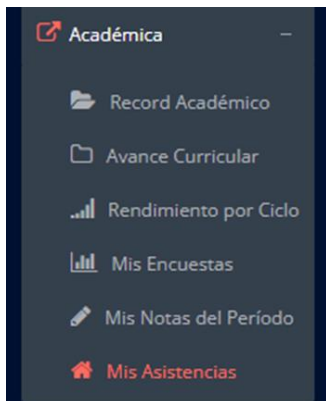 Académica
Record Académico
Avance Curricular
Rendimiento por Ciclo
Mis Encuestas
Mis Notas del Período
Mis Asistencias